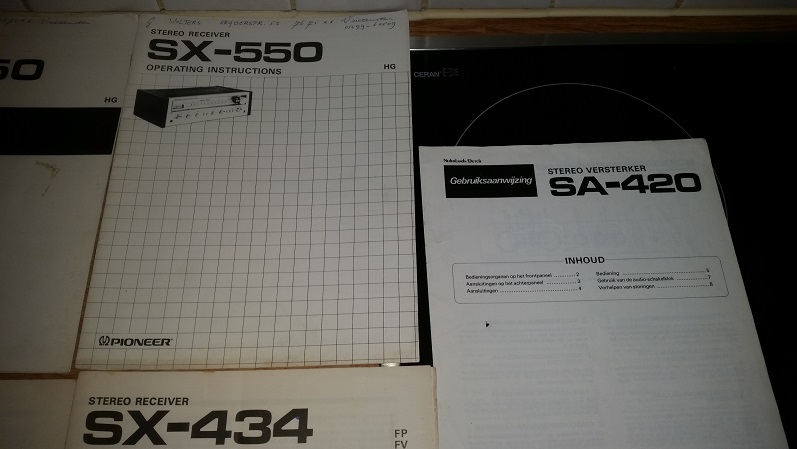 STEREO RECEIVER
SX-550
OPERATING INSTRUCTIONS
HG
PIONEER
50
HG
CERAN
Gebruiksaanwijzing
STEREO VERSTERKER
SA-420
INHOUD
Bedieningsorganen op het frontpaneel 2
Aansluitingen op het achterpaneel 3
Aansluitingen 4
Bediening 5
Gebruik van de audio-schakelklok 7
Verhelpen van storingen 8
STEREO RECEIVER
SX-434
FP
FV